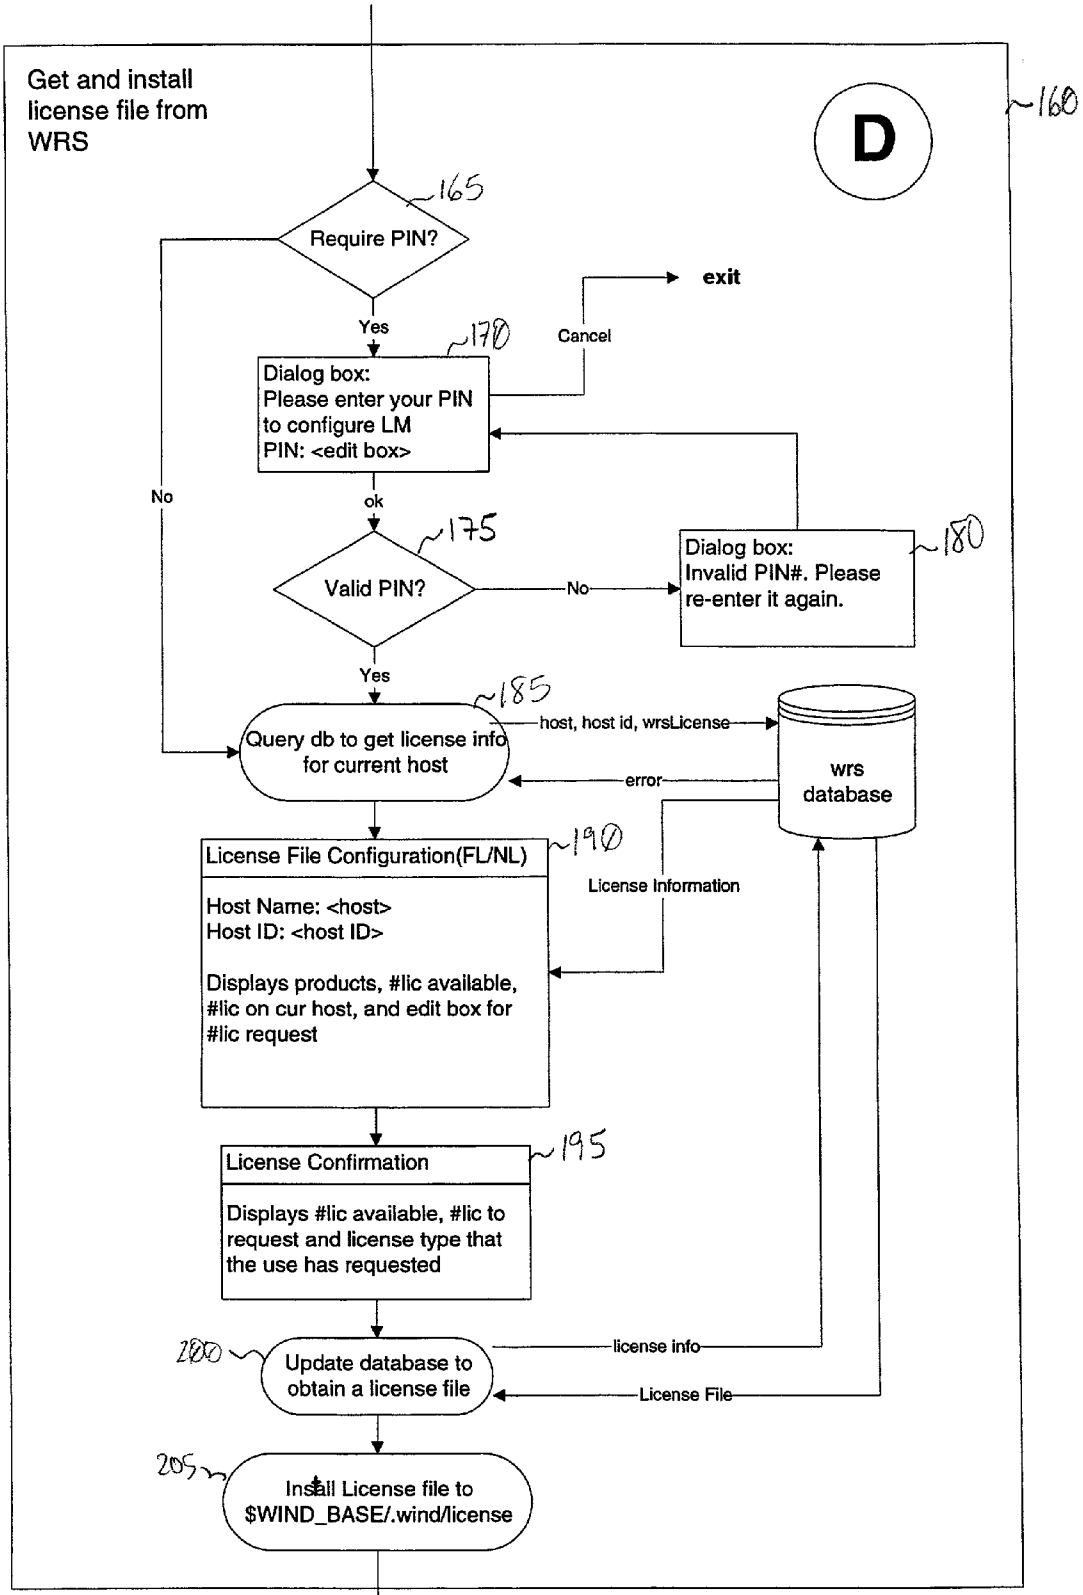 Get and install
license file from
WRS
D
160
165
Require PIN?
exit
Yes
Cancel
170
Dialog box:
Please enter your PIN
to configure LM
PIN: <edit box>
No
ok
175
Valid PIN?
No
180
Dialog box:
Invalid PIN#. Please
re-enter it again.
Yes
185
Query db to get license info
for current host
host, host id, wrsLicense
error
wrs
database
190
License File Configuration(FL/NL)
Host Name: <host>
Host ID: <host ID>
Displays products, #lic available,
#lic on cur host, and edit box for
#lic request
License Information
195
License Confirmation
Displays #lic available, #lic to
request and license type that
the use has requested
200
Update database to
obtain a license file
license info
License File
205
Install License file to
$WIND_BASE/.wind/license